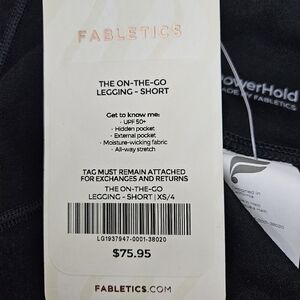 FABLETICS
THE ON-THE-GO
LEGGING - SHORT
Get to know me:
· UPF 50+
· Hidden pocket
· External pocket
· Moisture-wicking fabric
· All-way stretch
TAG MUST REMAIN ATTACHED
FOR EXCHANGES AND RETURNS
THE ON-THE-GO
LEGGING - SHORT | XS/4
LG1937947-0001-38020
$75.95
FABLETICS.COM
owerHold
ADE BY FABLETICS